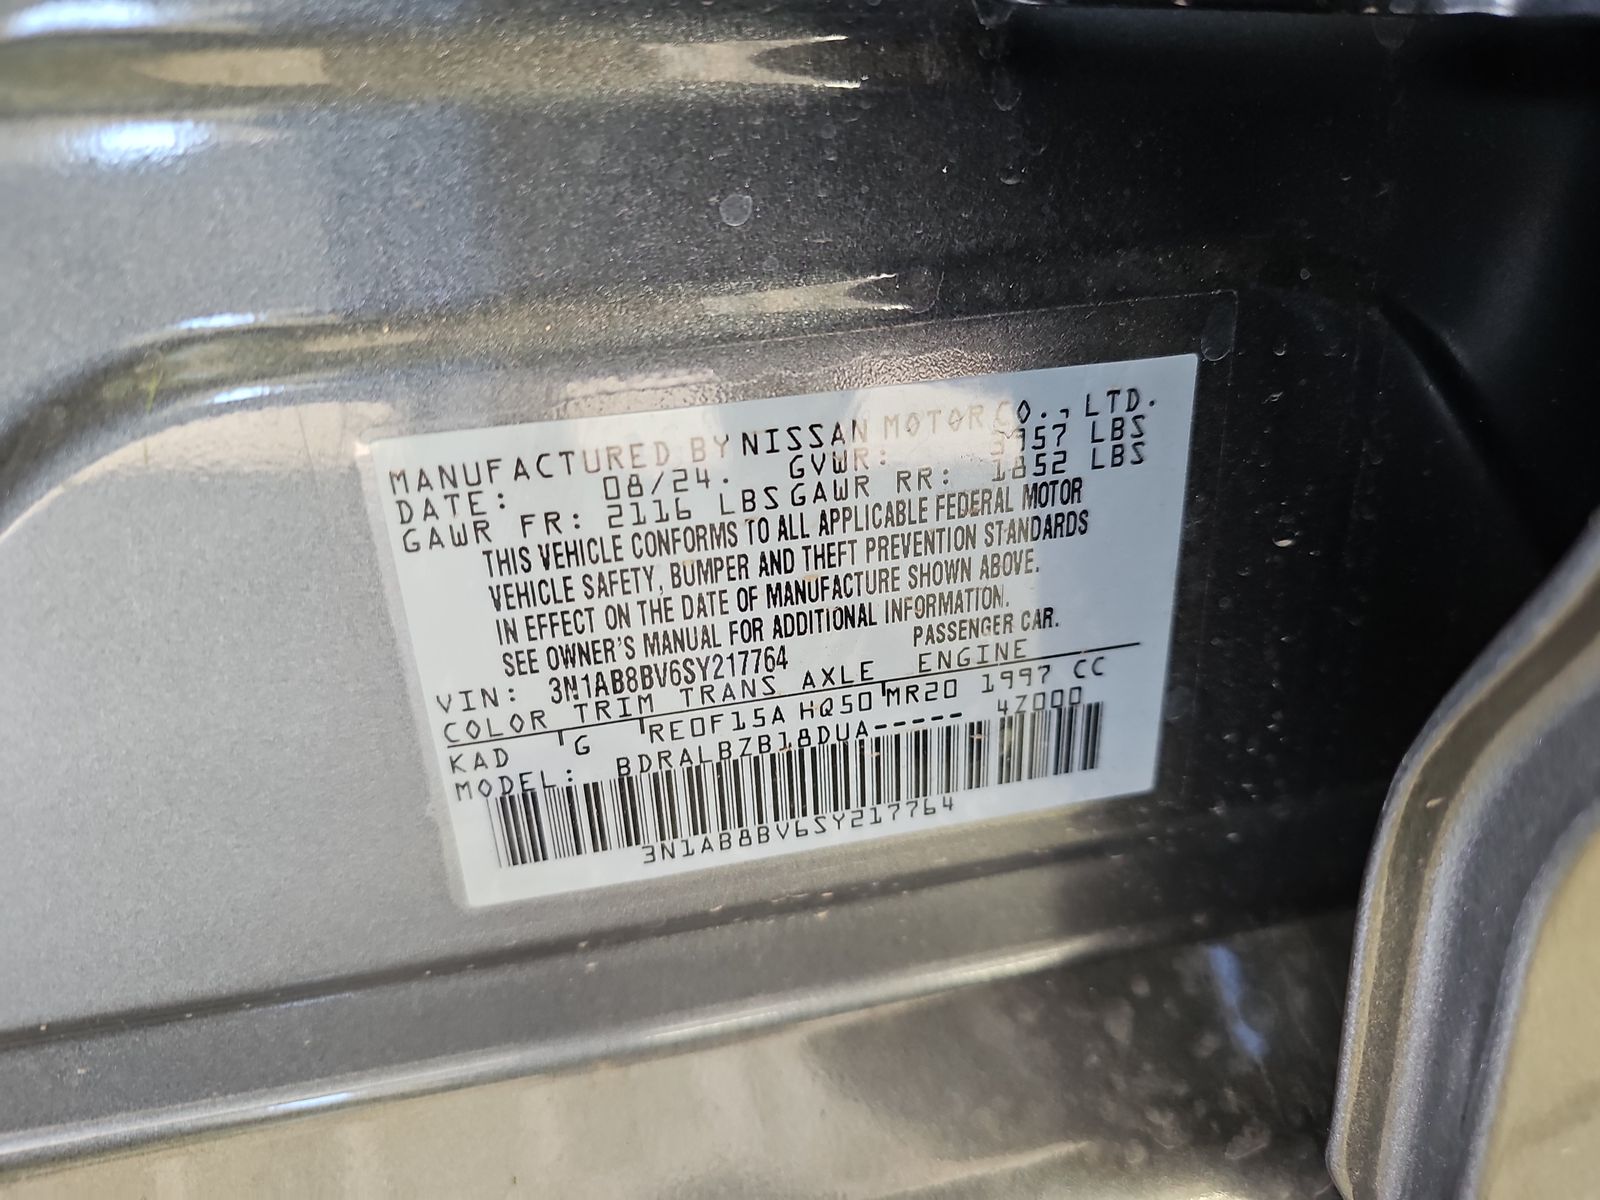 MANUFACTURED BY NISSAN MOTOR CO., LTD.
DATE: 08/24. GVWR: 3957 LBS
GAWR FR: 2116 LBS GAWR RR: 1852 LBS
THIS VEHICLE CONFORMS TO ALL APPLICABLE FEDERAL MOTOR
VEHICLE SAFETY, BUMPER AND THEFT PREVENTION STANDARDS
IN EFFECT ON THE DATE OF MANUFACTURE SHOWN ABOVE.
SEE OWNER'S MANUAL FOR ADDITIONAL INFORMATION.
VIN: 3N1AB8BV6SY217764 PASSENGER CAR.
COLOR TRIM TRANS AXLE ENGINE
KAD G RE0F15A HQ50 MR20 1997 CC
MODEL: BDRALBZB18DUA----- 4Z000
3N1AB8BV6SY217764